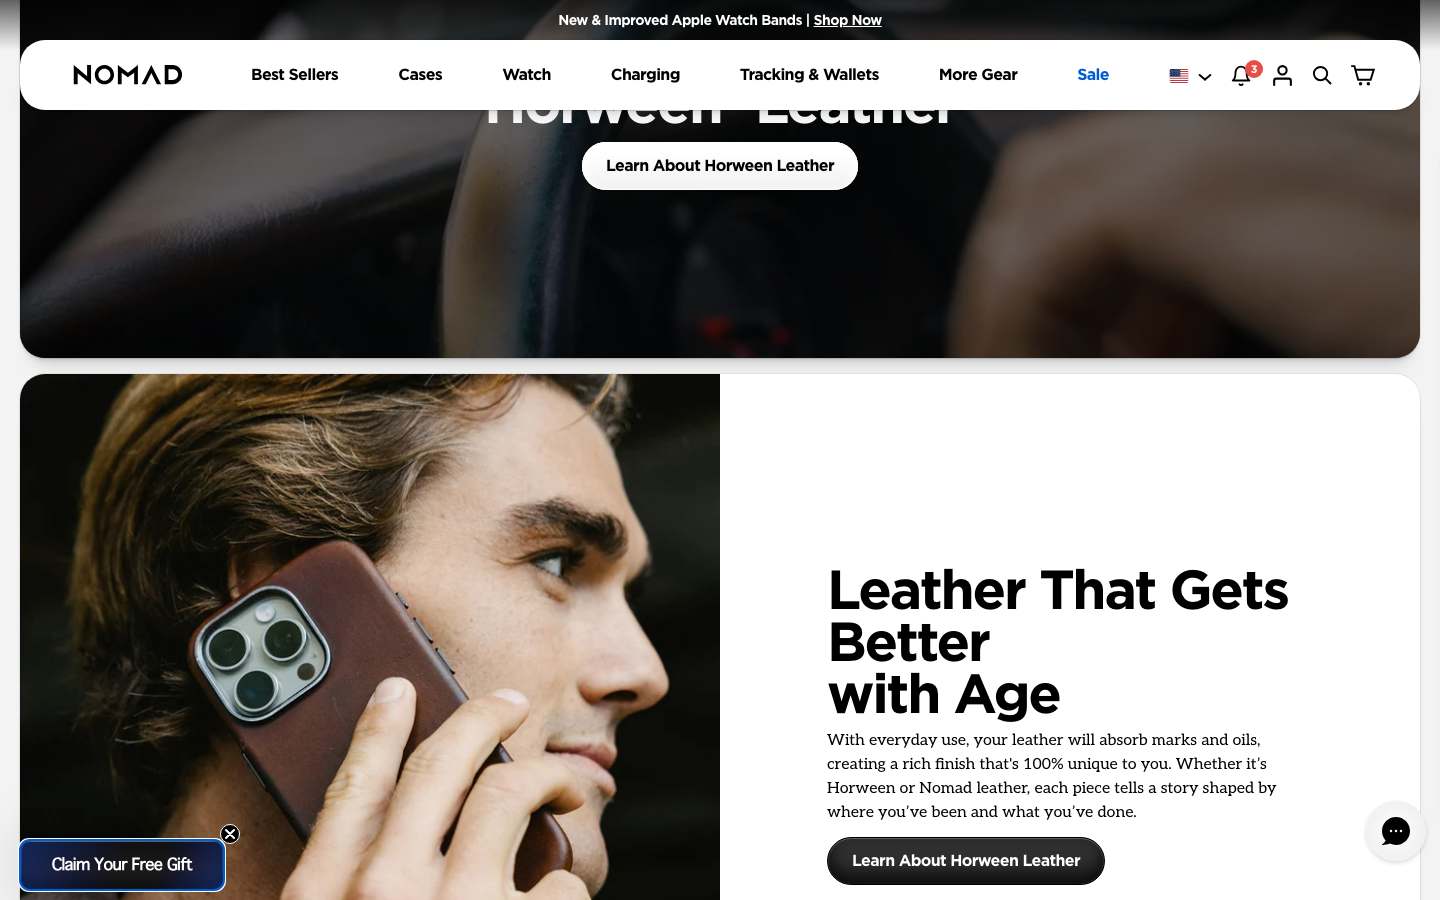 New & Improved Apple Watch Bands | Shop Now
NOMAD
Best Sellers
Cases
Watch
Charging
Tracking & Wallets
More Gear
Sale
3
Horween Leather
Learn About Horween Leather
Leather That Gets
Better
with Age
With everyday use, your leather will absorb marks and oils,
creating a rich finish that's 100% unique to you. Whether it’s
Horween or Nomad leather, each piece tells a story shaped by
where you’ve been and what you’ve done.
Learn About Horween Leather
Claim Your Free Gift